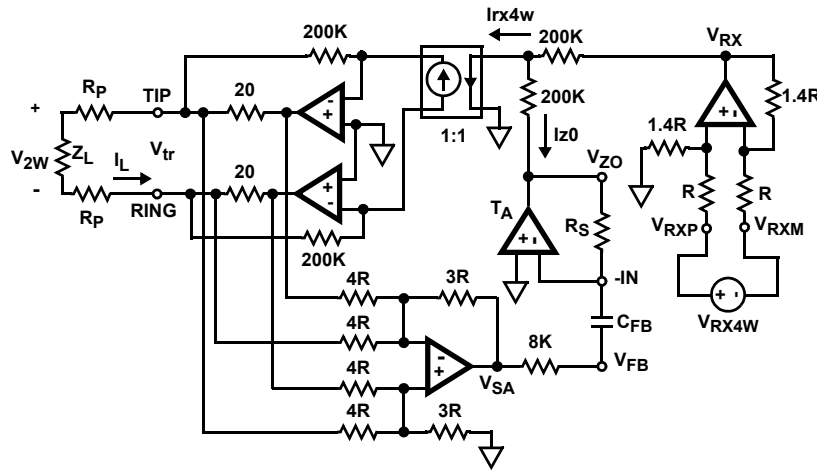 Irx4w
200K
200K
VRX
RP
TIP
20
200K
1.4R
+
1.4R
V2W
ZL
Vtr
1:1
Iz0
-
IL
20
VZO
R
R
RP
RING
TA
RS
VRXP
VRXM
200K
-IN
4R
3R
CFB
VRX4W
4R
8K
4R
VSA
VFB
4R
3R
- +
+ -
+ -
+ -
- +
+ -